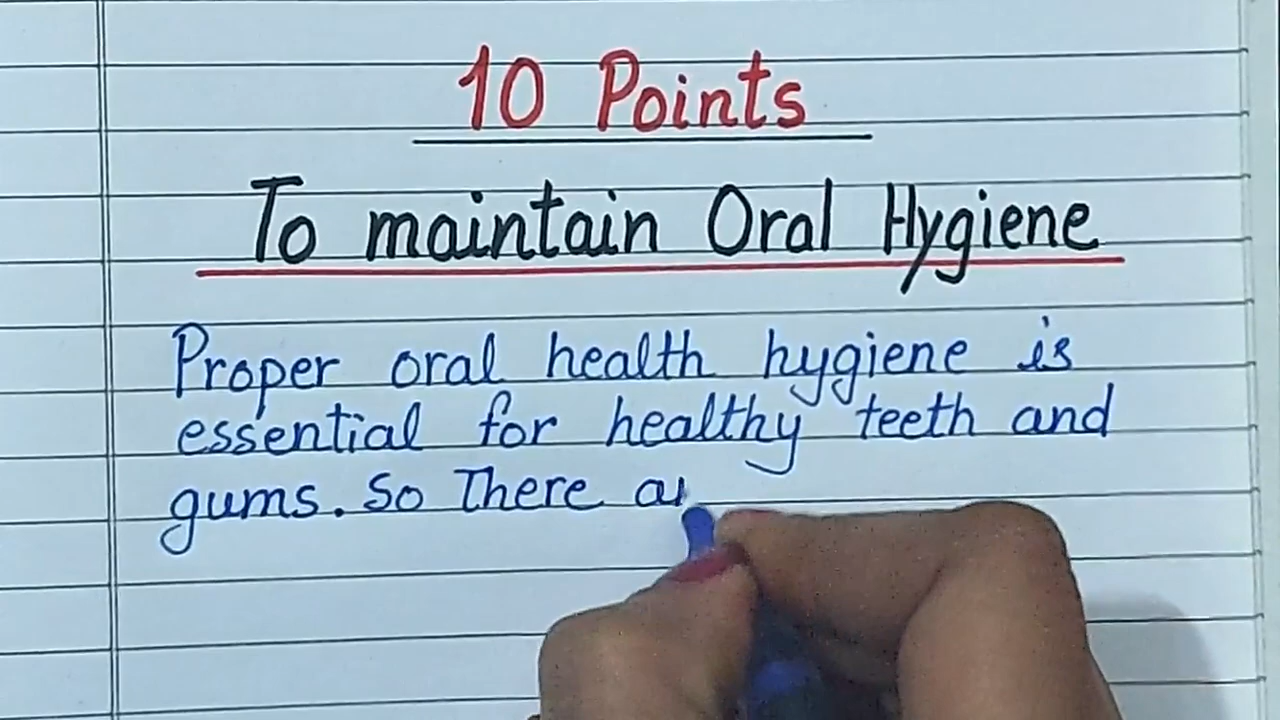 10 Points
To maintain Oral Hygiene
Proper oral health hygiene is
essential for healthy teeth and
gums. So There